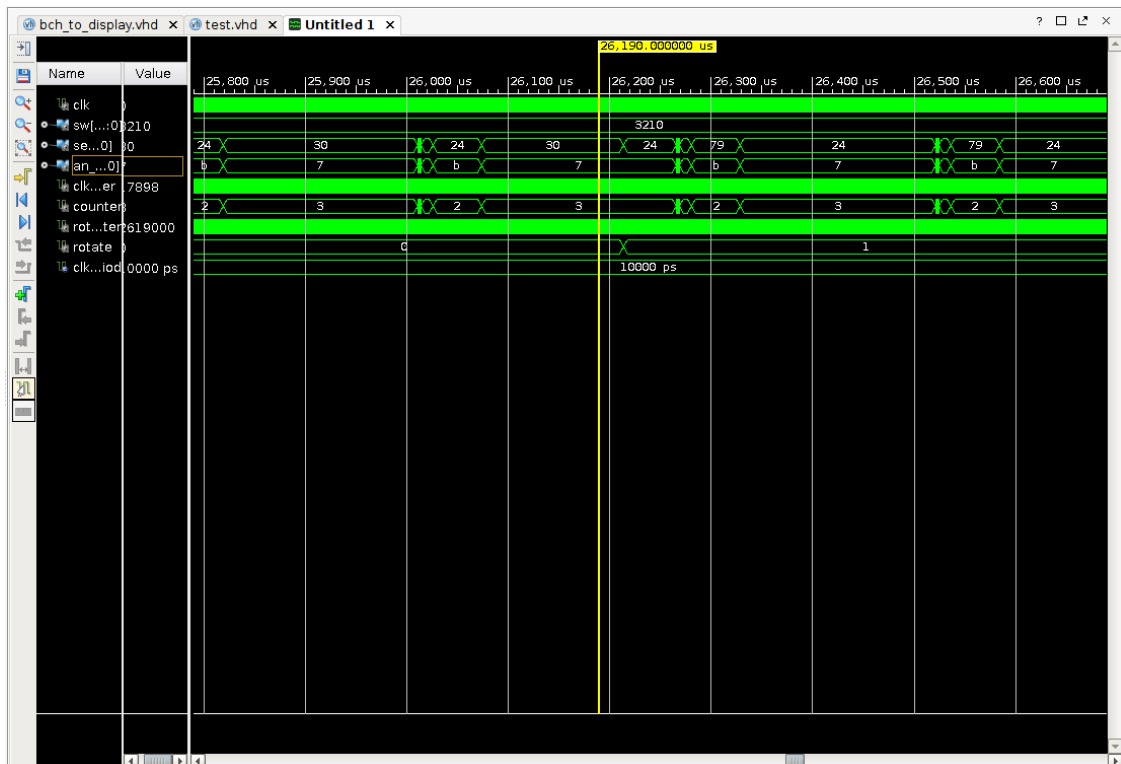 bch_to_display.vhd × test.vhd × Untitled 1 × ?
26,190.000000 us
Name Value
25,800 us 25,900 us 26,000 us 26,100 us 26,200 us 26,300 us 26,400 us 26,500 us 26,600 us
clk
sw[...:0] 3210 3210
se...0] 30 24 30 24 30 24 79 24 79 24
an_...0] 7 b 7 b 7 b 7 b 7
clk...er 7898
counter 2 3 2 3 2 3 2 3
rot...ter 619000
rotate 0 1
clk...iod 0000 ps 10000 ps